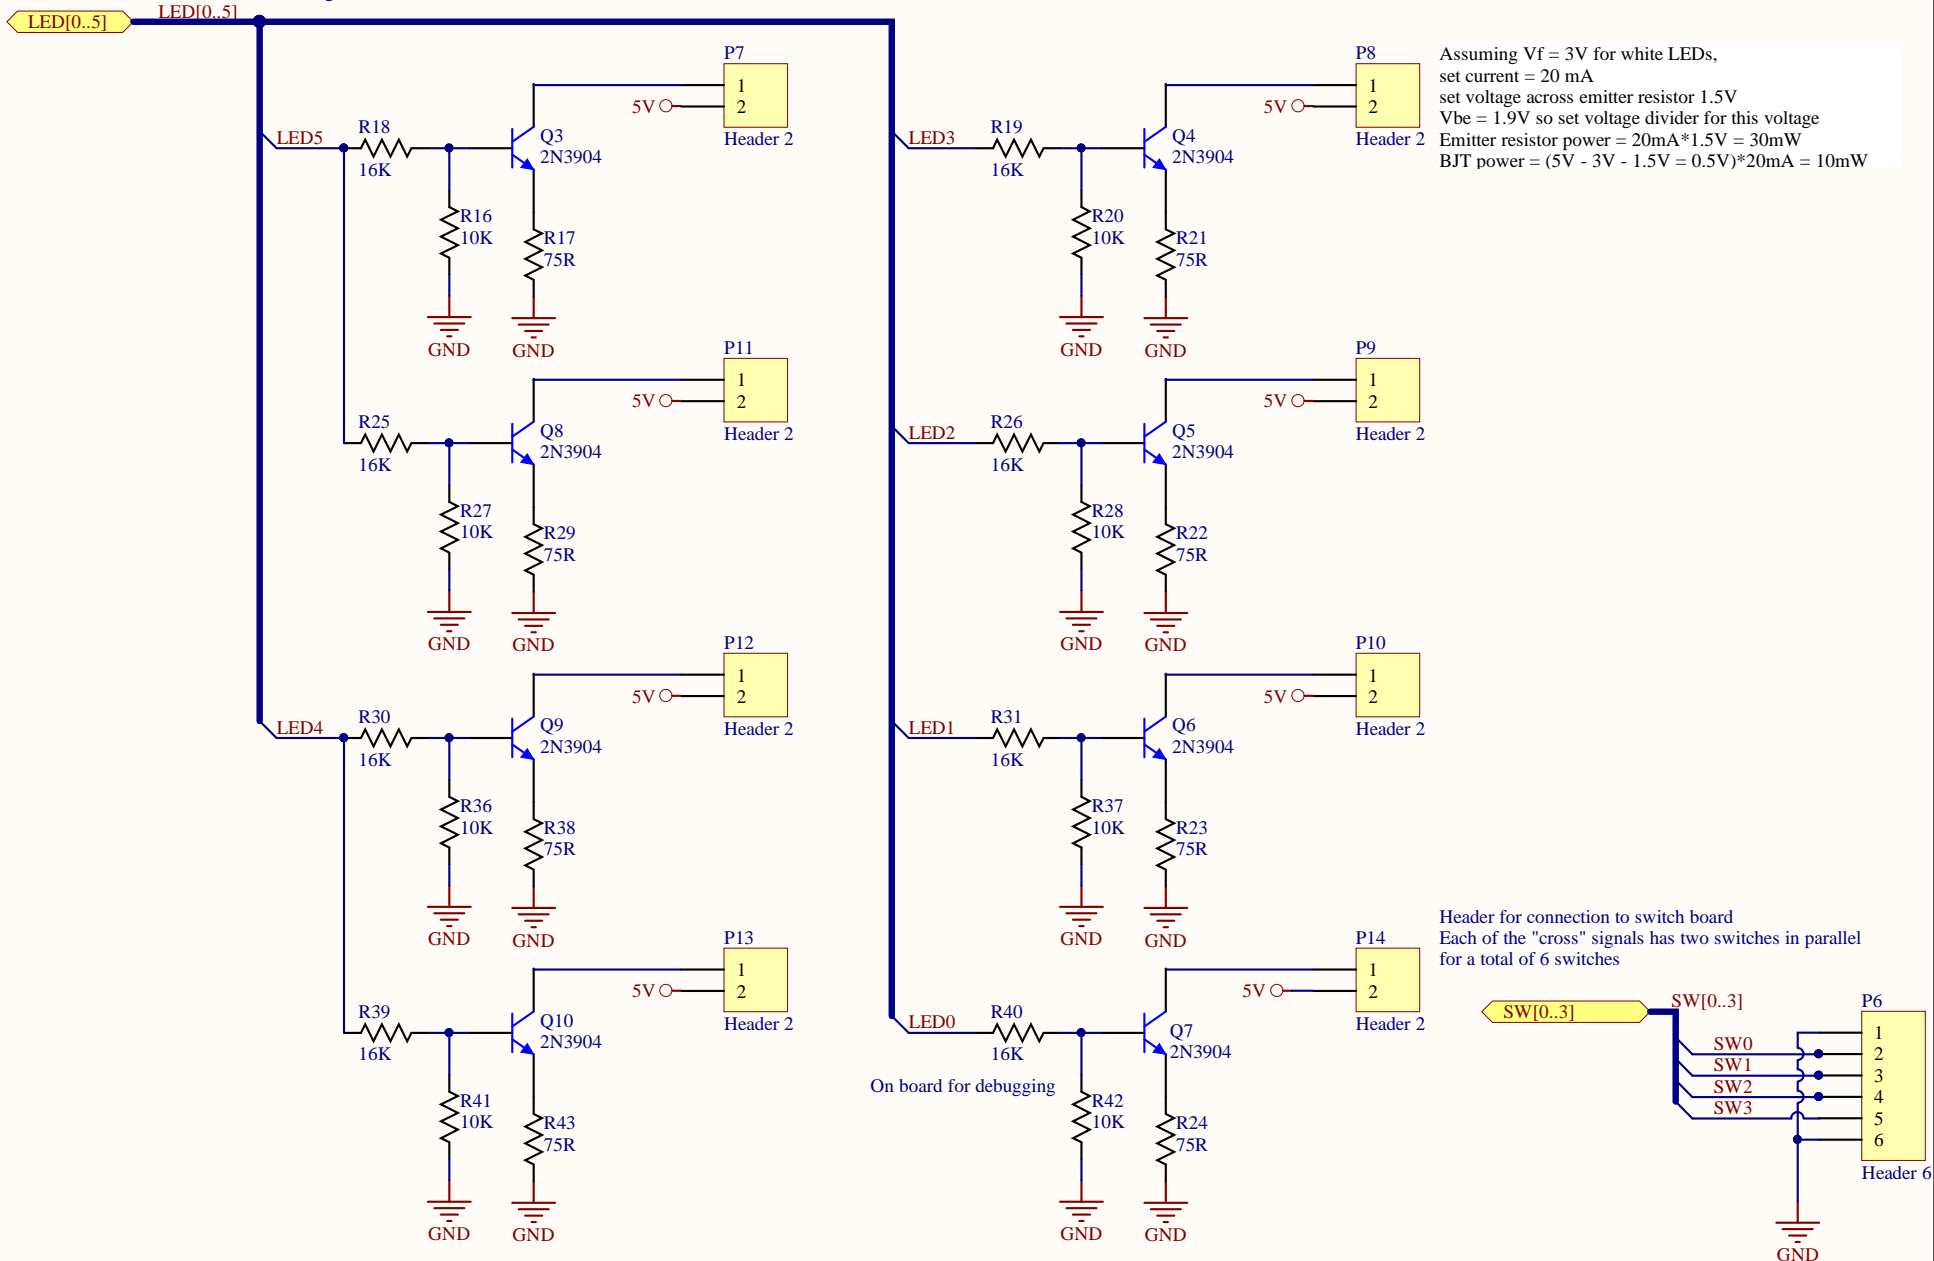 LED[0..5]
LED[0..5]
P7
1
2
5V
Header 2
LED5
R18
16K
Q3
2N3904
R16
10K
R17
75R
GND
GND
P11
1
2
5V
Header 2
R25
16K
Q8
2N3904
R27
10K
R29
75R
GND
GND
P12
1
2
5V
Header 2
LED4
R30
16K
Q9
2N3904
R36
10K
R38
75R
GND
GND
P13
1
2
5V
Header 2
R39
16K
Q10
2N3904
R41
10K
R43
75R
GND
GND
P8
1
2
5V
Header 2
LED3
R19
16K
Q4
2N3904
R20
10K
R21
75R
GND
GND
P9
1
2
5V
Header 2
LED2
R26
16K
Q5
2N3904
R28
10K
R22
75R
GND
GND
P10
1
2
5V
Header 2
LED1
R31
16K
Q6
2N3904
R37
10K
R23
75R
GND
GND
P14
1
2
5V
Header 2
LED0
R40
16K
Q7
2N3904
On board for debugging
R42
10K
R24
75R
GND
GND
Assuming Vf = 3V for white LEDs,
set current = 20 mA
set voltage across emitter resistor 1.5V
Vbe = 1.9V so set voltage divider for this voltage
Emitter resistor power = 20mA*1.5V = 30mW
BJT power = (5V - 3V - 1.5V = 0.5V)*20mA = 10mW
Header for connection to switch board
Each of the "cross" signals has two switches in parallel
for a total of 6 switches
SW[0..3]
SW[0..3]
P6
SW0
SW1
SW2
SW3
1
2
3
4
5
6
Header 6
GND